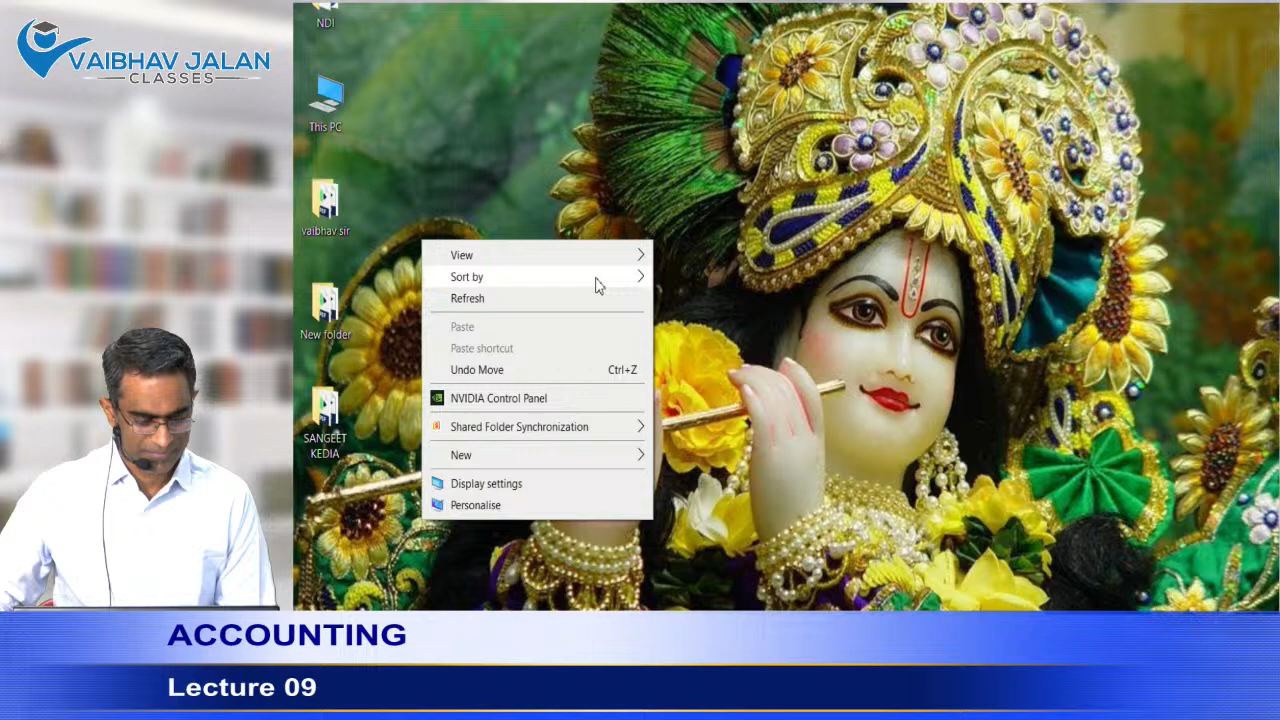 VAIBHAV JALAN
CLASSES
NDI
This PC
vaibhav sir
New folder
SANGEET
KEDIA
View
Sort by
Refresh
Paste
Paste shortcut
Undo Move Ctrl+Z
NVIDIA Control Panel
Shared Folder Synchronization
New
Display settings
Personalise
ACCOUNTING
Lecture 09